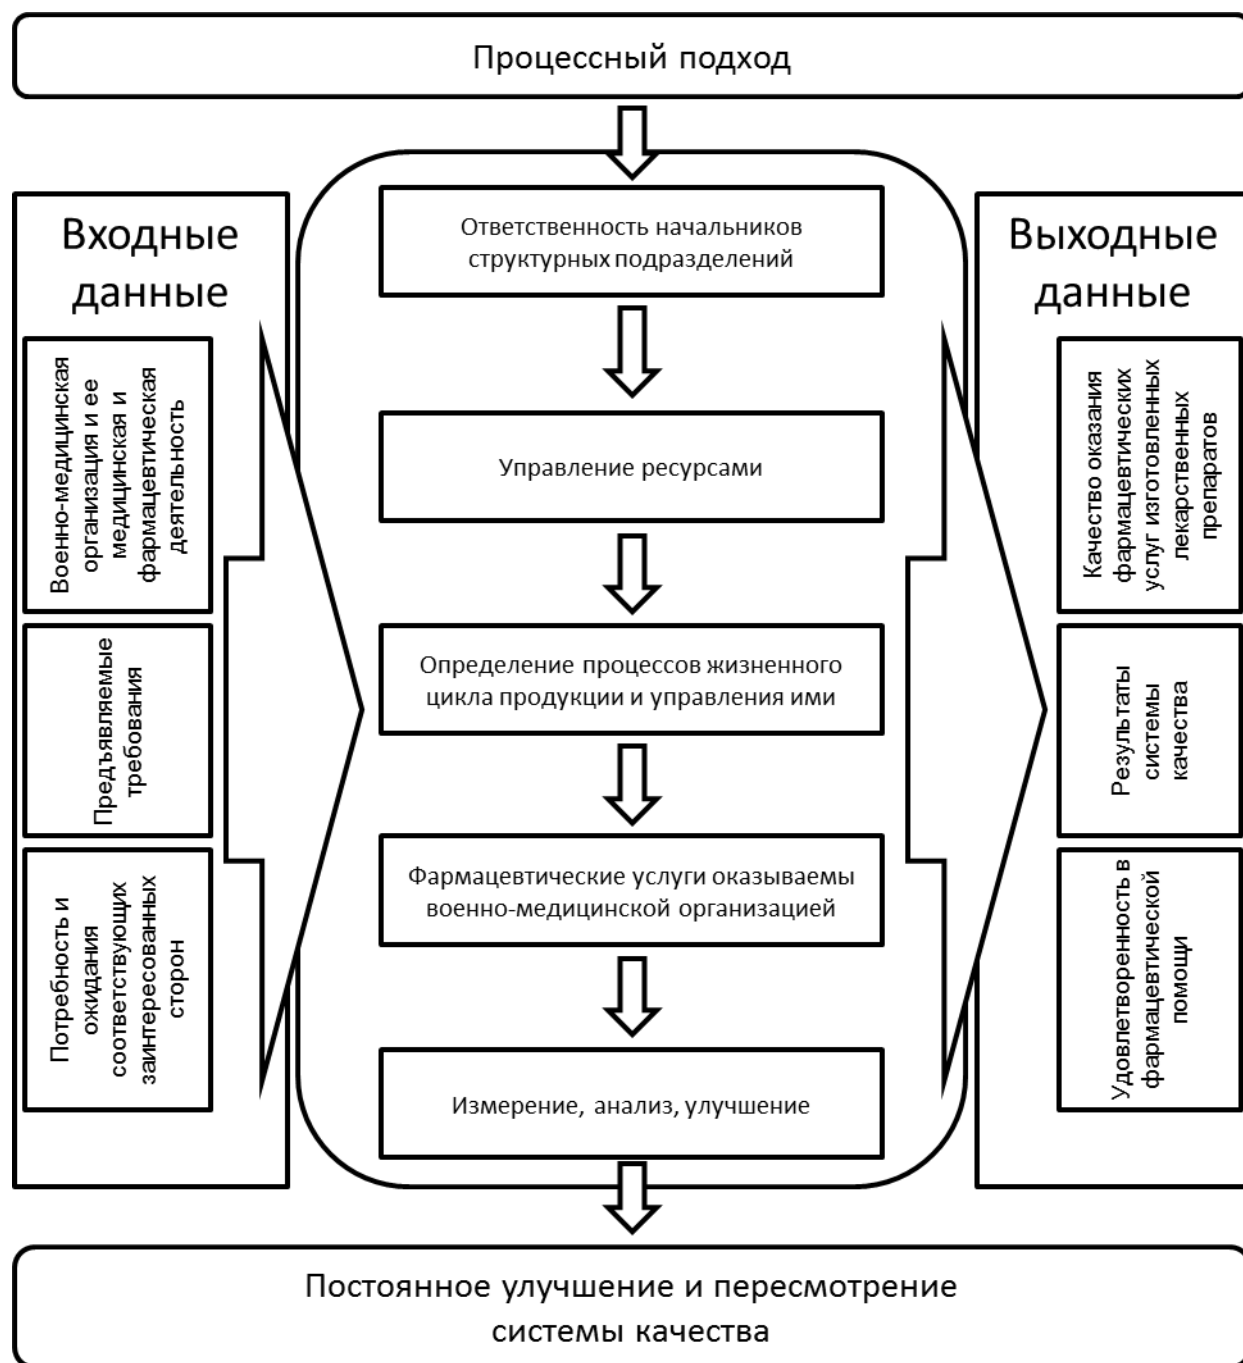 Процессный подход
Входные
данные
Военно-медицинская
организация и ее
медицинская и
фармацевтическая
деятельность
Предъявляемые
требования
Потребность и
ожидания
соответствующих
заинтересованных
сторон
Ответственность начальников
структурных подразделений
Управление ресурсами
Определение процессов жизненного
цикла продукции и управления ими
Фармацевтические услуги оказываемы
военно-медицинской организацией
Измерение, анализ, улучшение
Выходные
данные
Качество оказания
фармацевтических
услуг изготовленных
лекарственных
препаратов
Результаты
системы
качества
Удовлетворенность в
фармацевтической
помощи
Постоянное улучшение и пересмотрение
системы качества